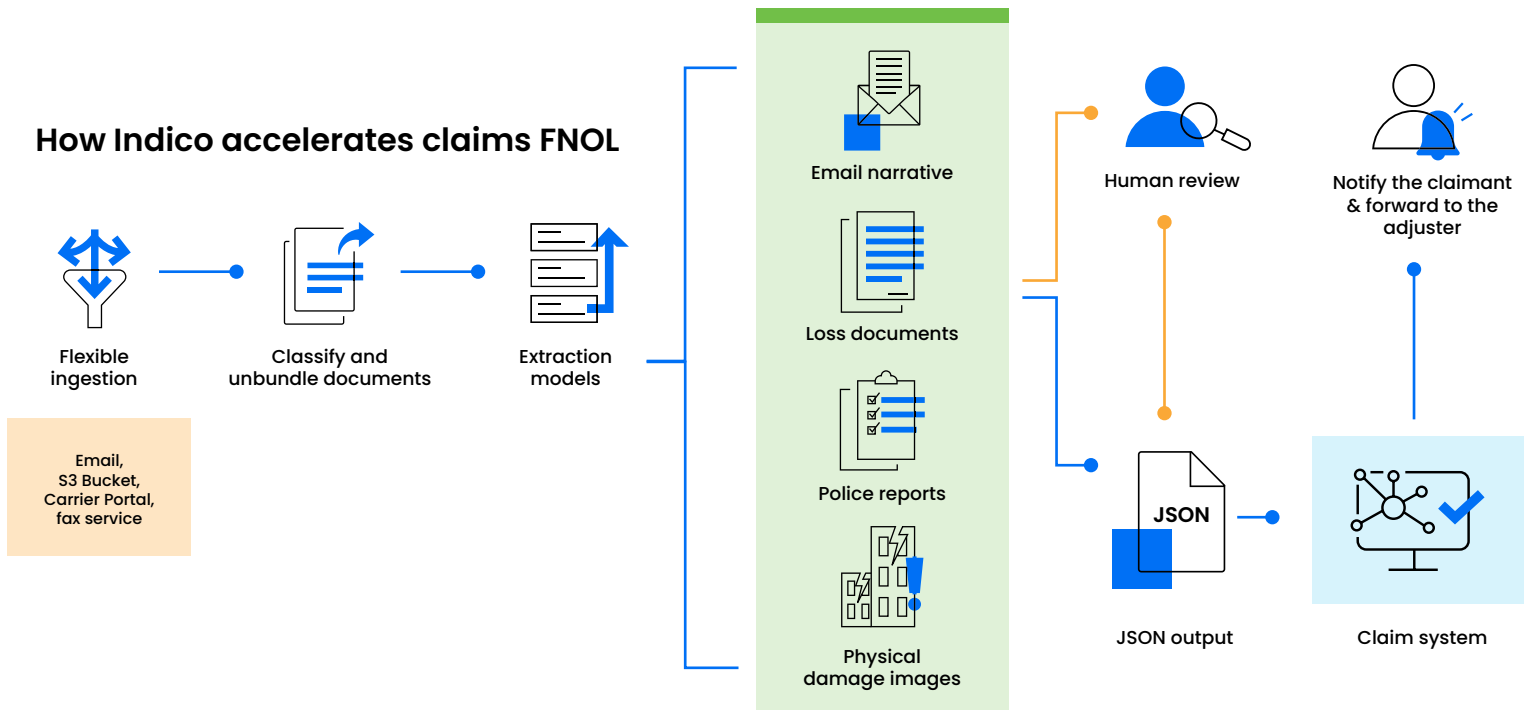 How Indico accelerates claims FNOL
Flexible
ingestion
Classify and
unbundle documents
Extraction
models
Email,
S3 Bucket,
Carrier Portal,
fax service
Email narrative
Loss documents
Police reports
Physical
damage images
Human review
JSON
JSON output
Notify the claimant
& forward to the
adjuster
Claim system